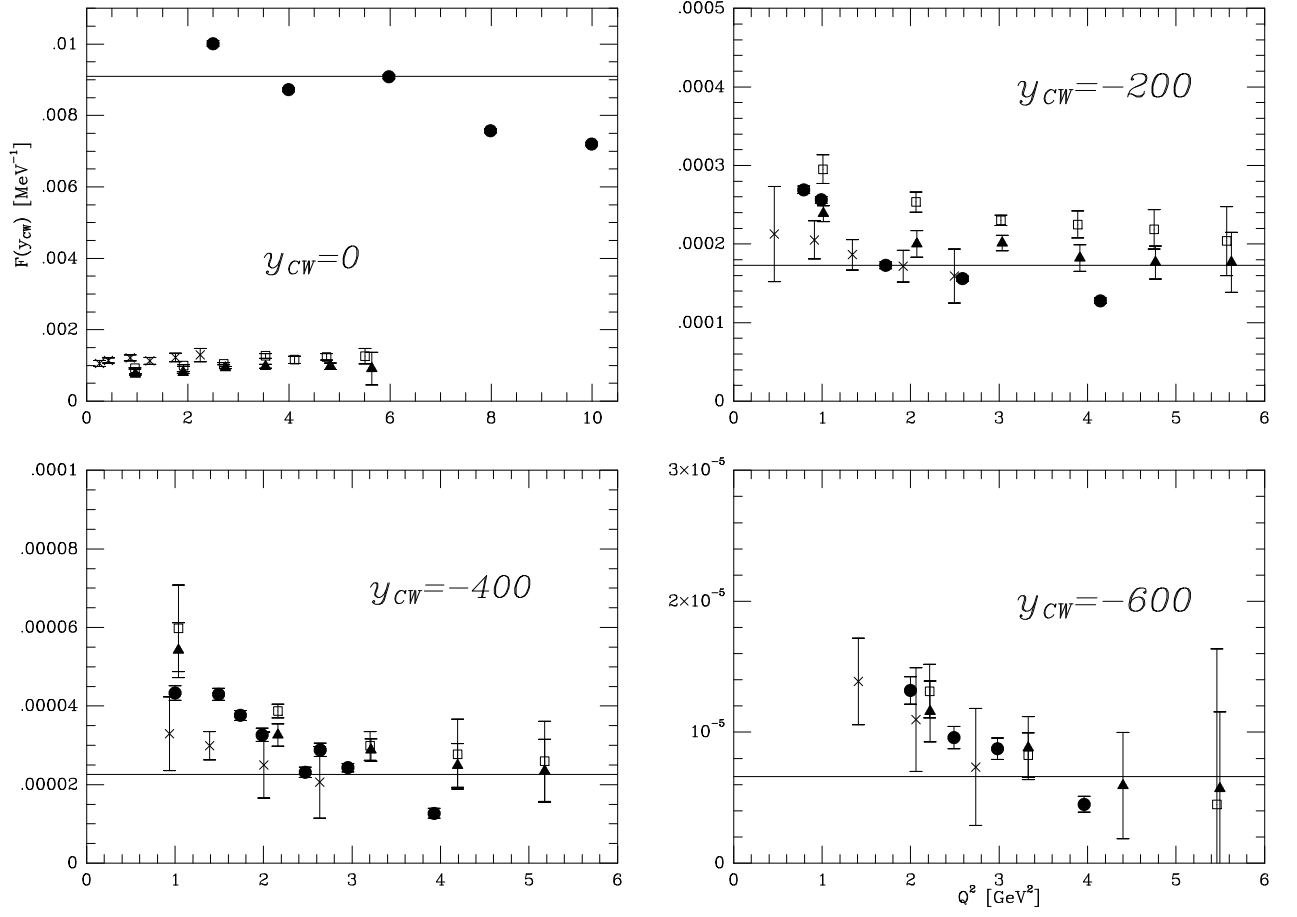 .01
.008
.006
.004
.002
0
F(y_CW) [MeV⁻¹]
y_CW=0
0 2 4 6 8 10
.0005
.0004
.0003
.0002
.0001
0
y_CW=−200
0 1 2 3 4 5 6
.0001
.00008
.00006
.00004
.00002
0
y_CW=−400
0 1 2 3 4 5 6
3×10⁻⁵
2×10⁻⁵
10⁻⁵
0
y_CW=−600
0 1 2 3 4 5 6
Q² [GeV²]